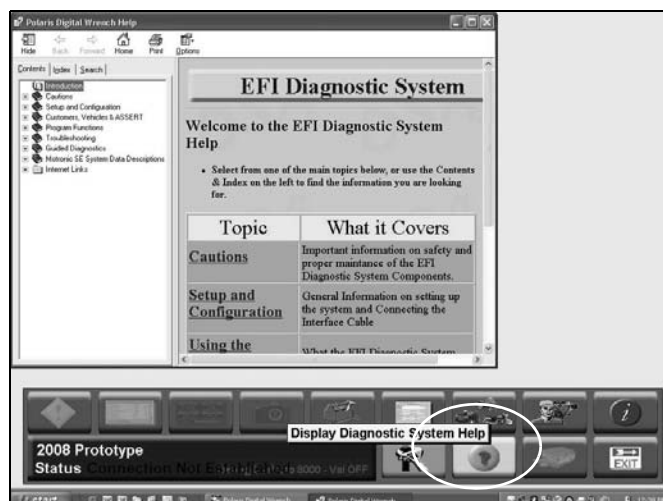 Polaris Digital Wrench Help
Hide Back Forward Home Print Options
Contents Index Search
Introduction
Cautions
Setup and Configuration
Customers, Vehicles & ASSERT
Program Functions
Troubleshooting
Guided Diagnostics
Motronic SE System Data Descriptions
Internet Links
EFI Diagnostic System
Welcome to the EFI Diagnostic System
Help
• Select from one of the main topics below, or use the Contents
& Index on the left to find the information you are looking
for.
Topic What it Covers
Cautions
Important information on safety and
proper maintance of the EFI
Diagnostic System Components.
Setup and
Configuration
General Information on setting up
the system and Connecting the
Interface Cable
Using the
What the EFI Diagnostic System
Display Diagnostic System Help
2008 Prototype
Status Connection Not Established
EXIT